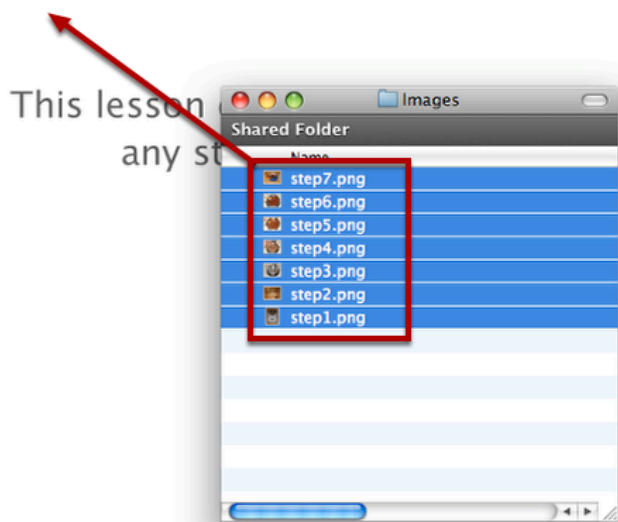 This lesson
any st
Images
Shared Folder
Name
step7.png
step6.png
step5.png
step4.png
step3.png
step2.png
step1.png